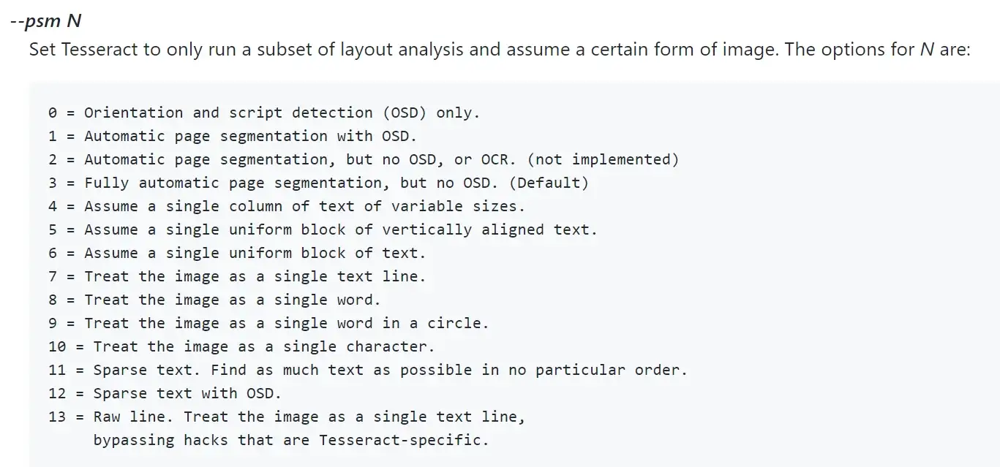 --psm N
Set Tesseract to only run a subset of layout analysis and assume a certain form of image. The options for N are:
0 = Orientation and script detection (OSD) only.
1 = Automatic page segmentation with OSD.
2 = Automatic page segmentation, but no OSD, or OCR. (not implemented)
3 = Fully automatic page segmentation, but no OSD. (Default)
4 = Assume a single column of text of variable sizes.
5 = Assume a single uniform block of vertically aligned text.
6 = Assume a single uniform block of text.
7 = Treat the image as a single text line.
8 = Treat the image as a single word.
9 = Treat the image as a single word in a circle.
10 = Treat the image as a single character.
11 = Sparse text. Find as much text as possible in no particular order.
12 = Sparse text with OSD.
13 = Raw line. Treat the image as a single text line,
bypassing hacks that are Tesseract-specific.